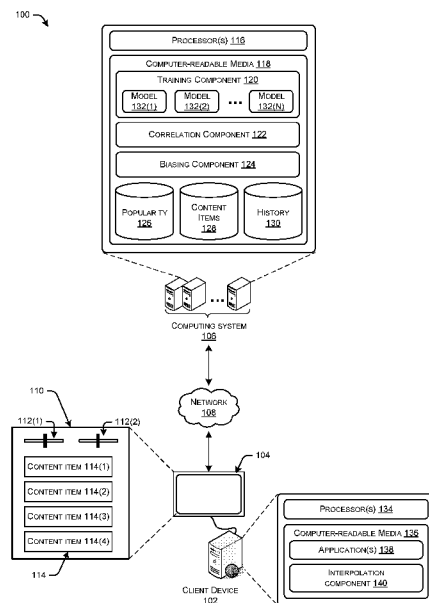 100
PROCESSOR(S) 116
COMPUTER-READABLE MEDIA 118
TRAINING COMPONENT 120
MODEL 132(1)
MODEL 132(2)
...
MODEL 132(N)
CORRELATION COMPONENT 122
BIASING COMPONENT 124
POPULARITY 126
CONTENT ITEMS 128
HISTORY 130
...
COMPUTING SYSTEM
106
NETWORK
108
110
112(1)
112(2)
104
CONTENT ITEM 114(1)
CONTENT ITEM 114(2)
CONTENT ITEM 114(3)
CONTENT ITEM 114(4)
114
PROCESSOR(S) 134
COMPUTER-READABLE MEDIA 136
APPLICATION(S) 138
INTERPOLATION
COMPONENT 140
CLIENT DEVICE
102